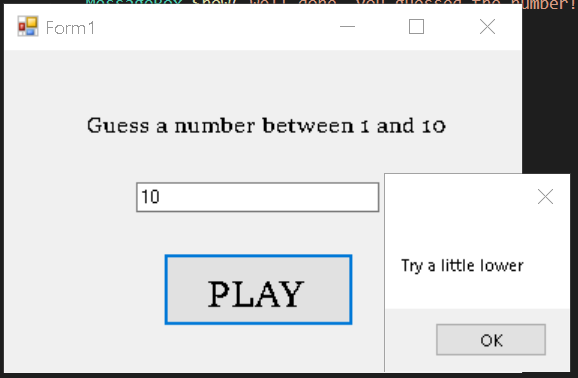 MessageBox.Show("Well done, you guessed the number!
Form1
Guess a number between 1 and 10
10
Try a little lower
PLAY
OK